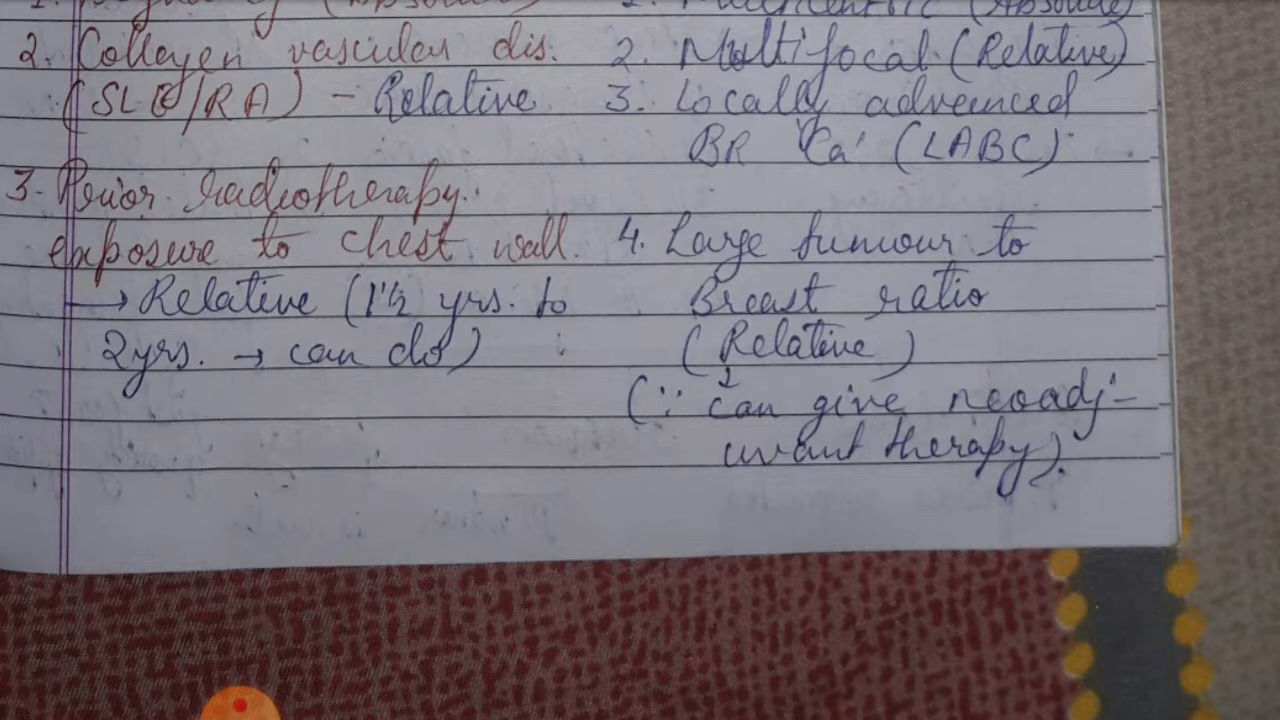 2. Collagen vascular dis.
(SLE/RA) - Relative
3. Prior radiotherapy.
exposure to chest wall.
→ Relative (1½ yrs. to
2yrs. → can do)
(Absolute)
2. Multifocal (Relative)
3. Locally advanced
BR 'Ca' (LABC)
4. Large tumour to
Breast ratio
(Relative)
(∵ can give neoadj-
uvant therapy).